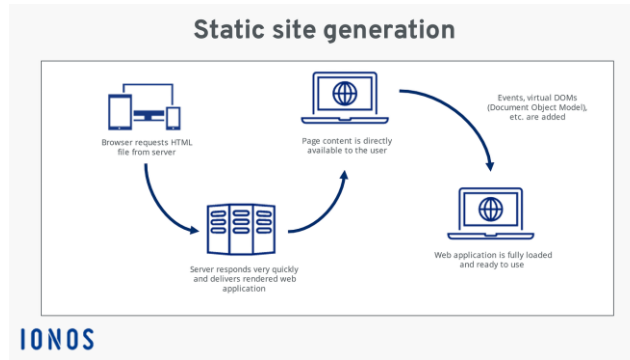 Static site generation
Browser requests HTML
file from server
Server responds very quickly
and delivers rendered web
application
Page content is directly
available to the user
Events, virtual DOMs
(Document Object Model),
etc. are added
Web application is fully loaded
and ready to use
IONOS